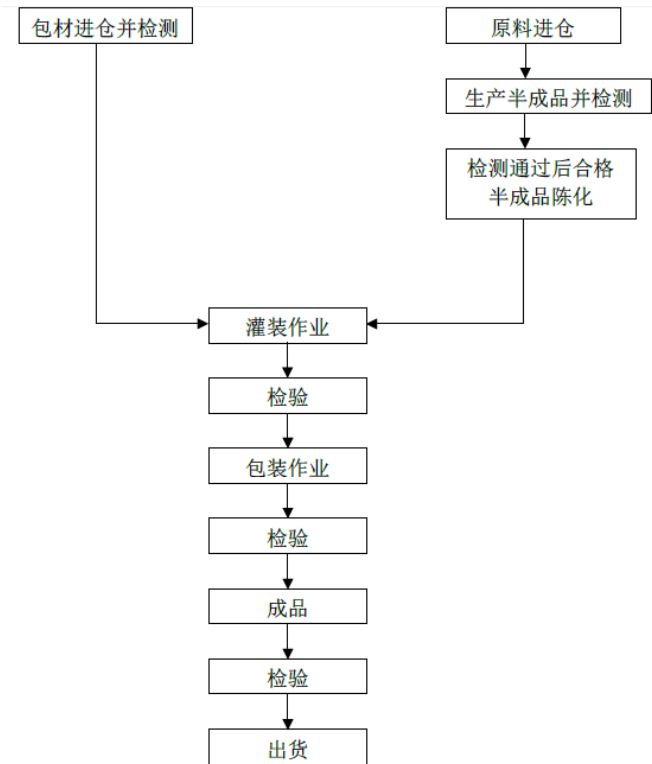 包材进仓并检测
原料进仓
生产半成品并检测
检测通过后合格
半成品陈化
灌装作业
检验
包装作业
检验
成品
检验
出货